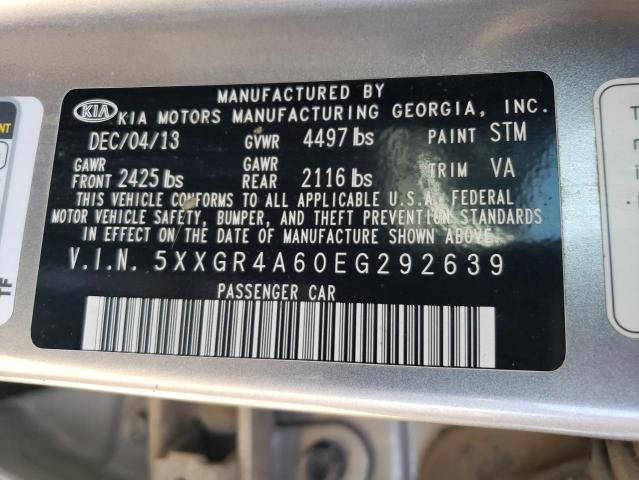 MANUFACTURED BY
KIA KIA MOTORS MANUFACTURING GEORGIA, INC.
DEC/04/13 GVWR 4497 lbs PAINT STM
GAWR FRONT 2425 lbs GAWR REAR 2116 lbs TRIM VA
THIS VEHICLE CONFORMS TO ALL APPLICABLE U.S.A. FEDERAL
MOTOR VEHICLE SAFETY, BUMPER, AND THEFT PREVENTION STANDARDS
IN EFFECT ON THE DATE OF MANUFACTURE SHOWN ABOVE.
V.I.N. 5XXGR4A60EG292639
PASSENGER CAR